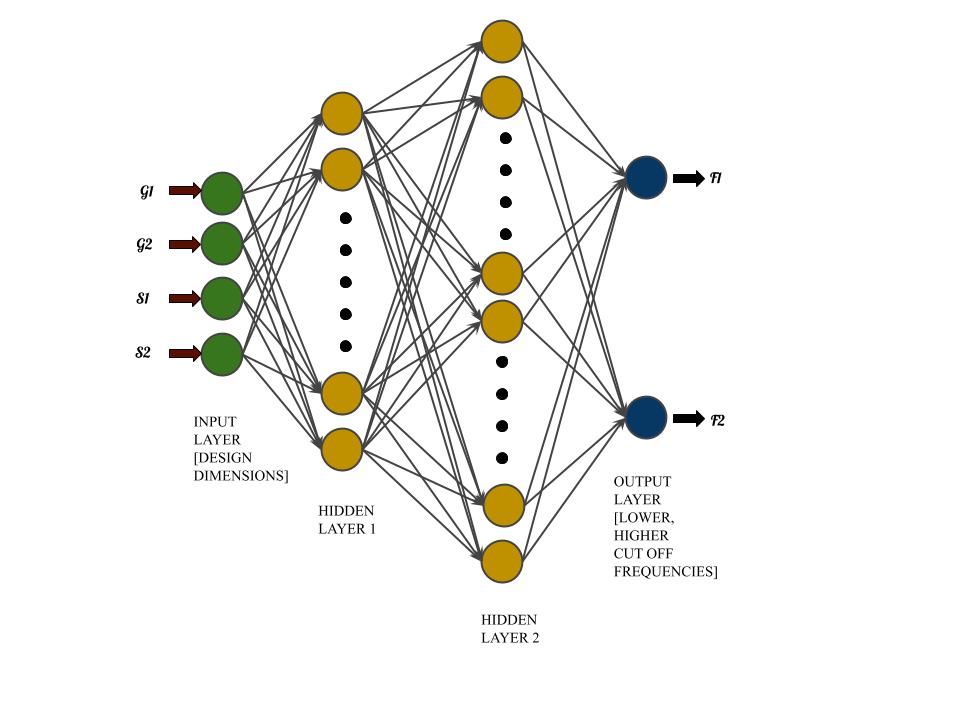 G1
G2
S1
S2
INPUT
LAYER
[DESIGN
DIMENSIONS]
HIDDEN
LAYER 1
HIDDEN
LAYER 2
F1
F2
OUTPUT
LAYER
[LOWER,
HIGHER
CUT OFF
FREQUENCIES]